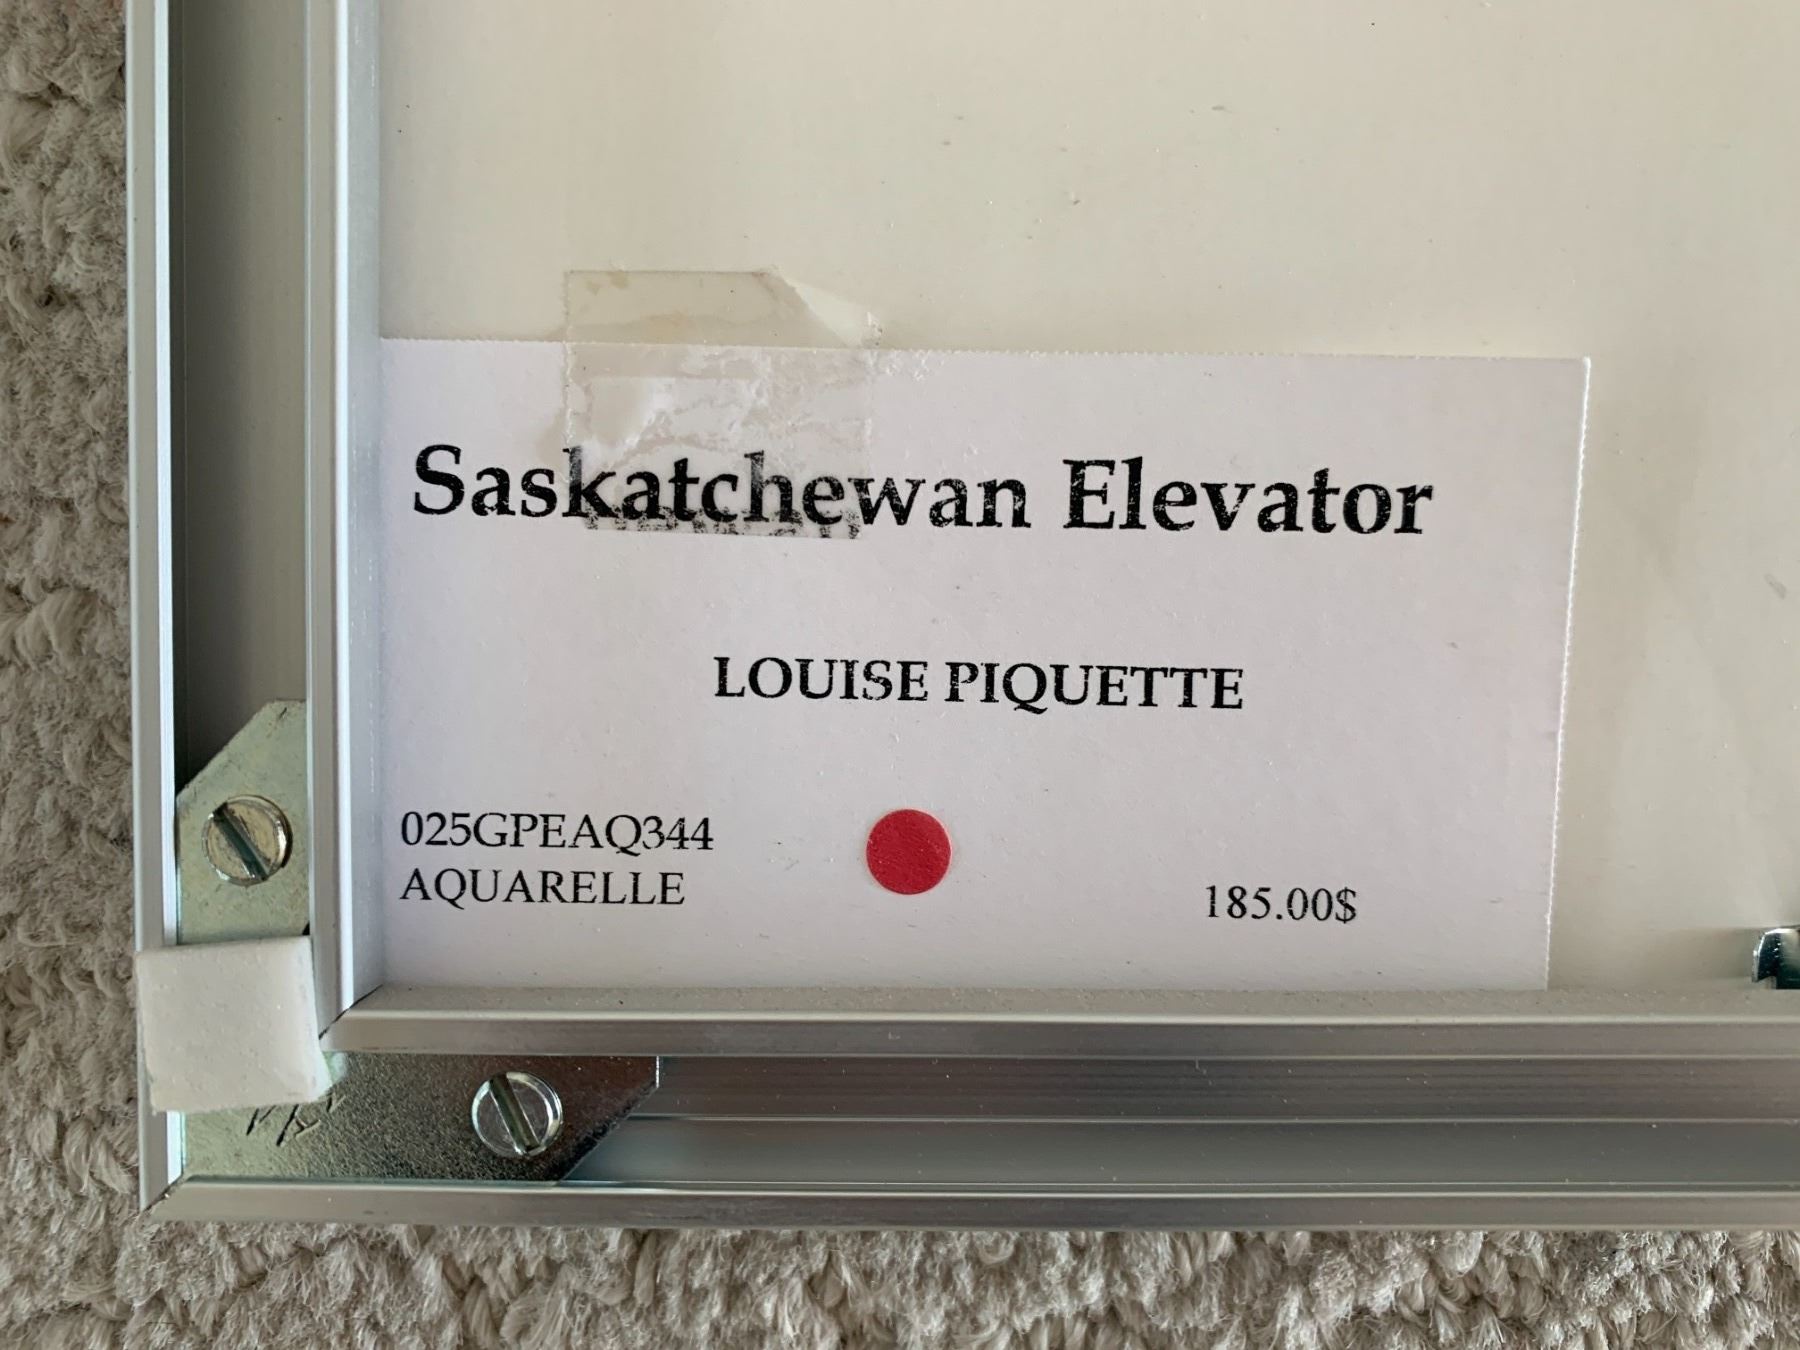 Saskatchewan Elevator
LOUISE PIQUETTE
025GPEAQ344
AQUARELLE
185.00$